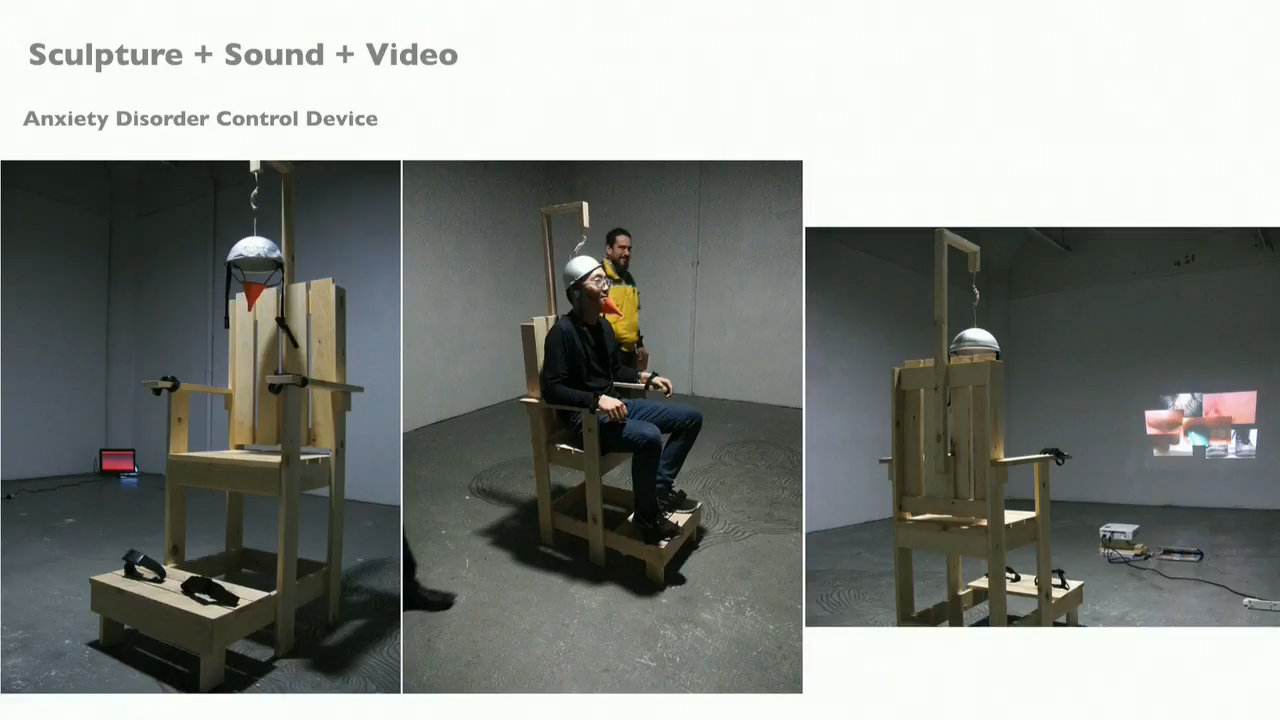 Sculpture + Sound + Video
Anxiety Disorder Control Device